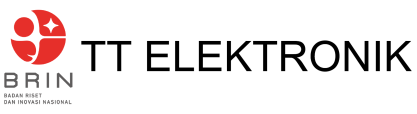 TT ELEKTRONIK
BRIN
BADAN RISET
DAN INOVASI NASIONAL